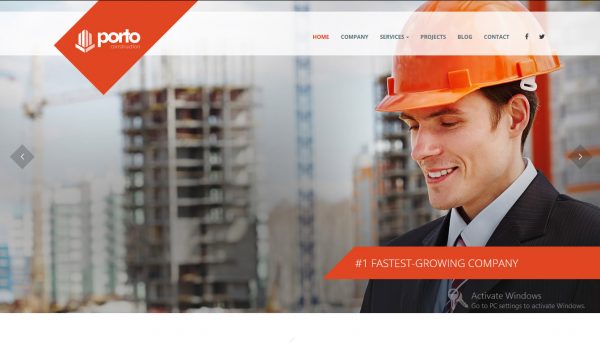 porto
construction
HOME COMPANY SERVICES PROJECTS BLOG CONTACT
#1 FASTEST-GROWING COMPANY
Activate Windows
Go to PC settings to activate Windows.